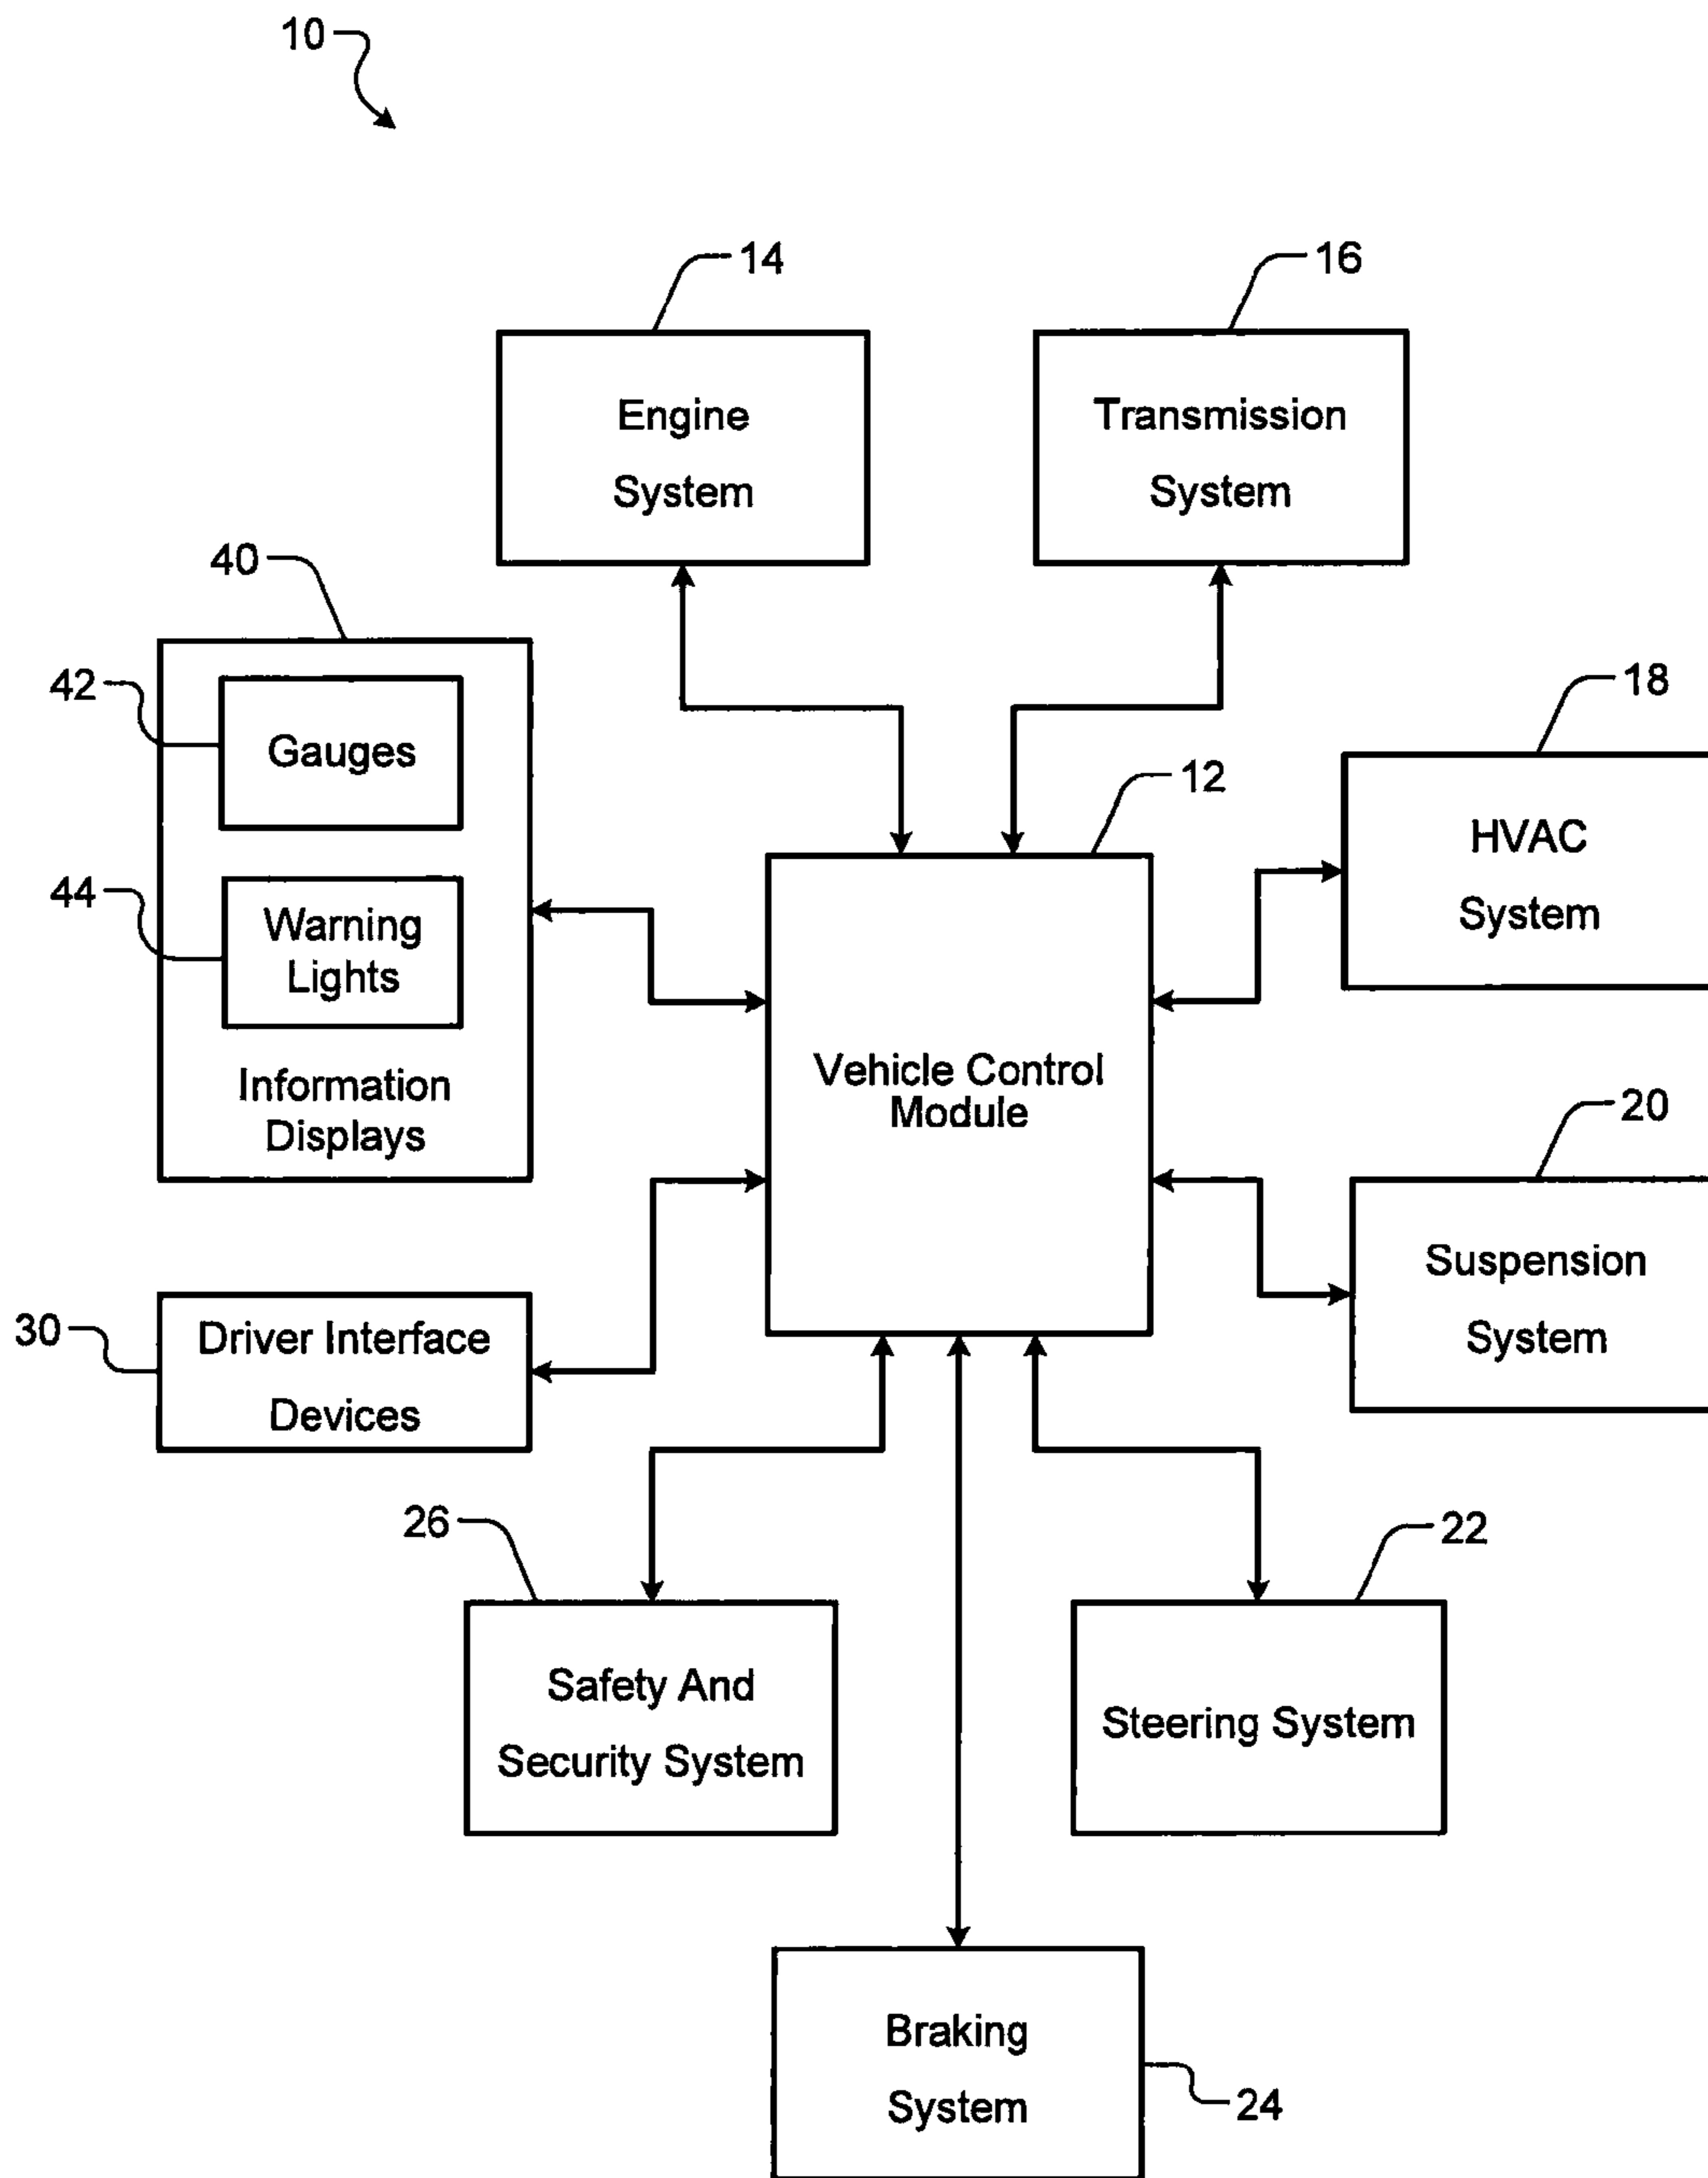 10
14
16
Engine
System
Transmission
System
40
42
Gauges
18
12
HVAC
System
44
Warning
Lights
Information
Displays
Vehicle Control
Module
20
Suspension
System
30
Driver Interface
Devices
26
22
Safety And
Security System
Steering System
Braking
System
24